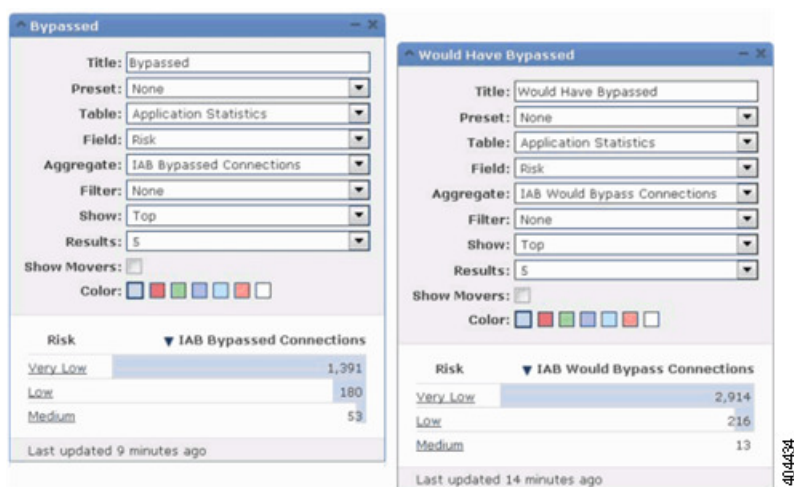 Bypassed
Title: Bypassed
Preset: None
Table: Application Statistics
Field: Risk
Aggregate: IAB Bypassed Connections
Filter: None
Show: Top
Results: 5
Show Movers:
Color:
Risk IAB Bypassed Connections
Very Low 1,391
Low 180
Medium 53
Last updated 9 minutes ago
Would Have Bypassed
Title: Would Have Bypassed
Preset: None
Table: Application Statistics
Field: Risk
Aggregate: IAB Would Bypass Connections
Filter: None
Show: Top
Results: 5
Show Movers:
Color:
Risk IAB Would Bypass Connections
Very Low 2,914
Low 216
Medium 13
Last updated 14 minutes ago
404434